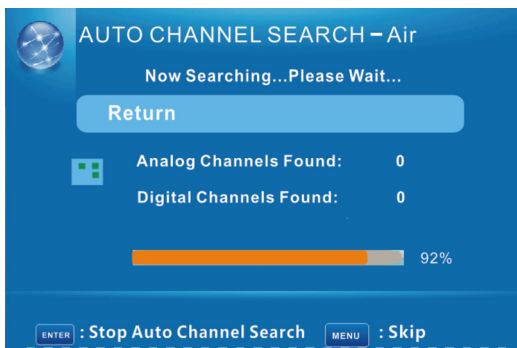 AUTO CHANNEL SEARCH – Air
Now Searching...Please Wait...
Return
Analog Channels Found: 0
Digital Channels Found: 0
92%
ENTER : Stop Auto Channel Search MENU : Skip